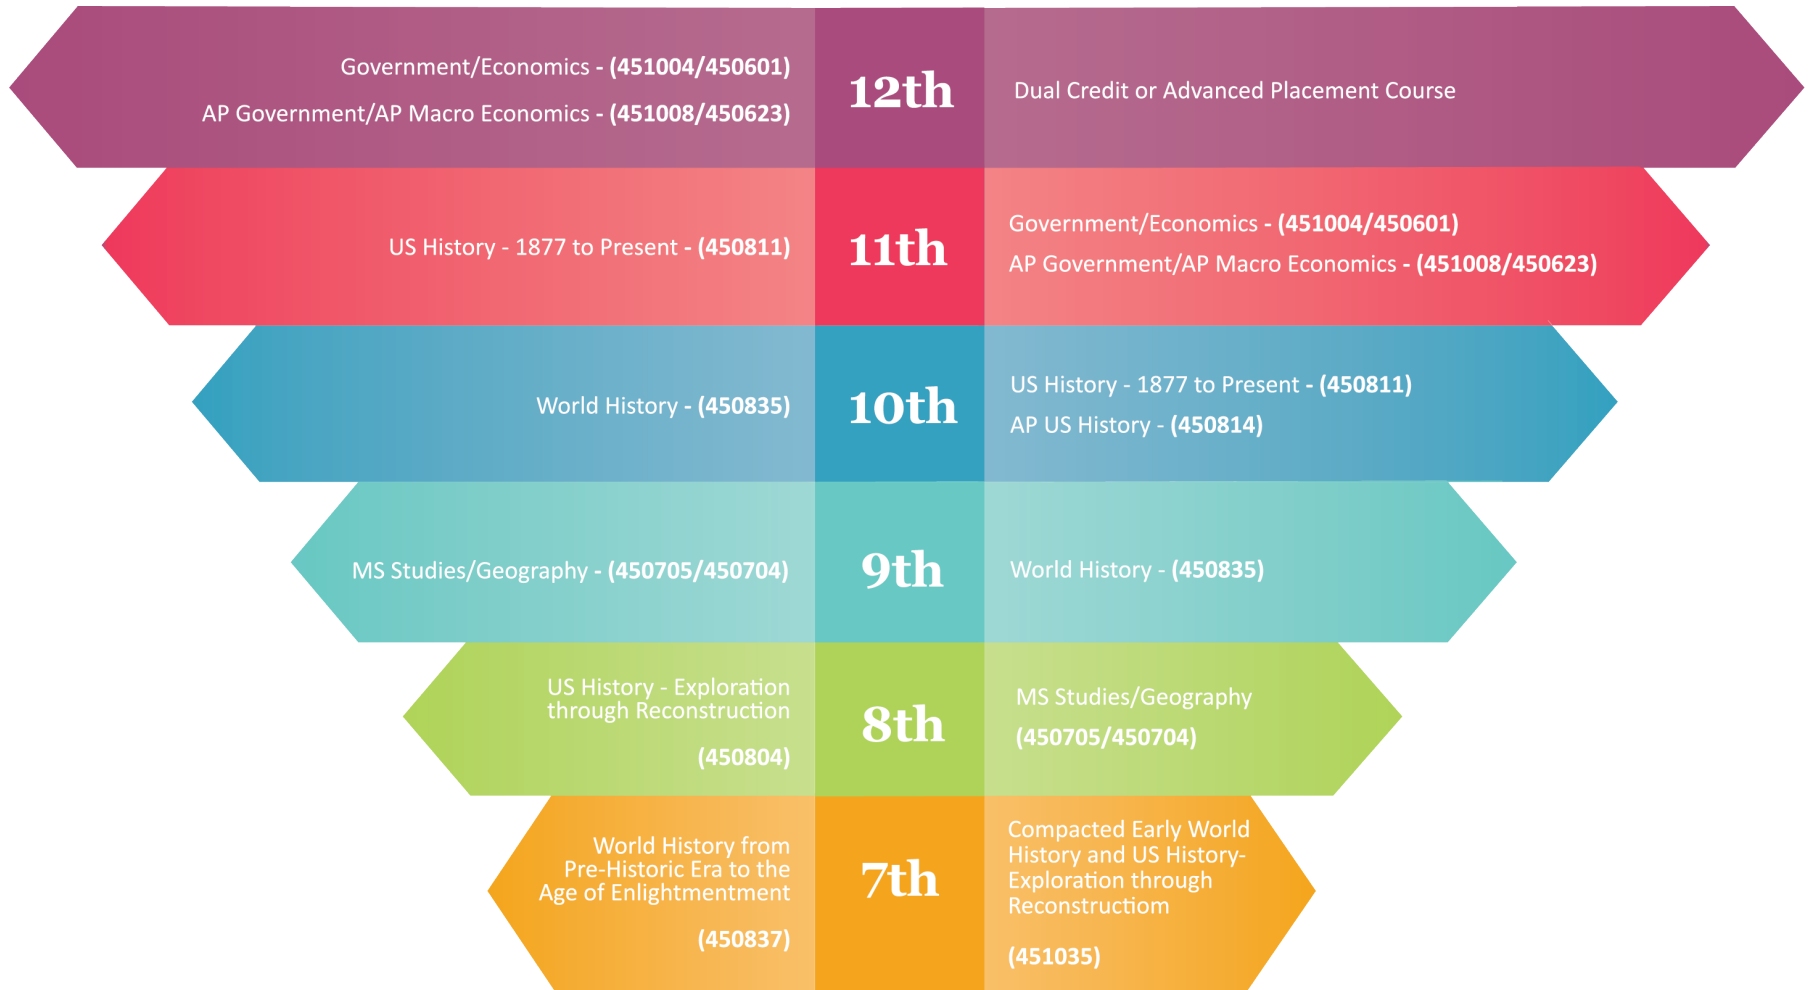 Government/Economics - (451004/450601)
AP Government/AP Macro Economics - (451008/450623)
12th
Dual Credit or Advanced Placement Course
US History - 1877 to Present - (450811)
11th
Government/Economics - (451004/450601)
AP Government/AP Macro Economics - (451008/450623)
World History - (450835)
10th
US History - 1877 to Present - (450811)
AP US History - (450814)
MS Studies/Geography - (450705/450704)
9th
World History - (450835)
US History - Exploration
through Reconstruction
(450804)
8th
MS Studies/Geography
(450705/450704)
World History from
Pre-Historic Era to the
Age of Enlightmentment
(450837)
7th
Compacted Early World
History and US History-
Exploration through
Reconstructiom
(451035)